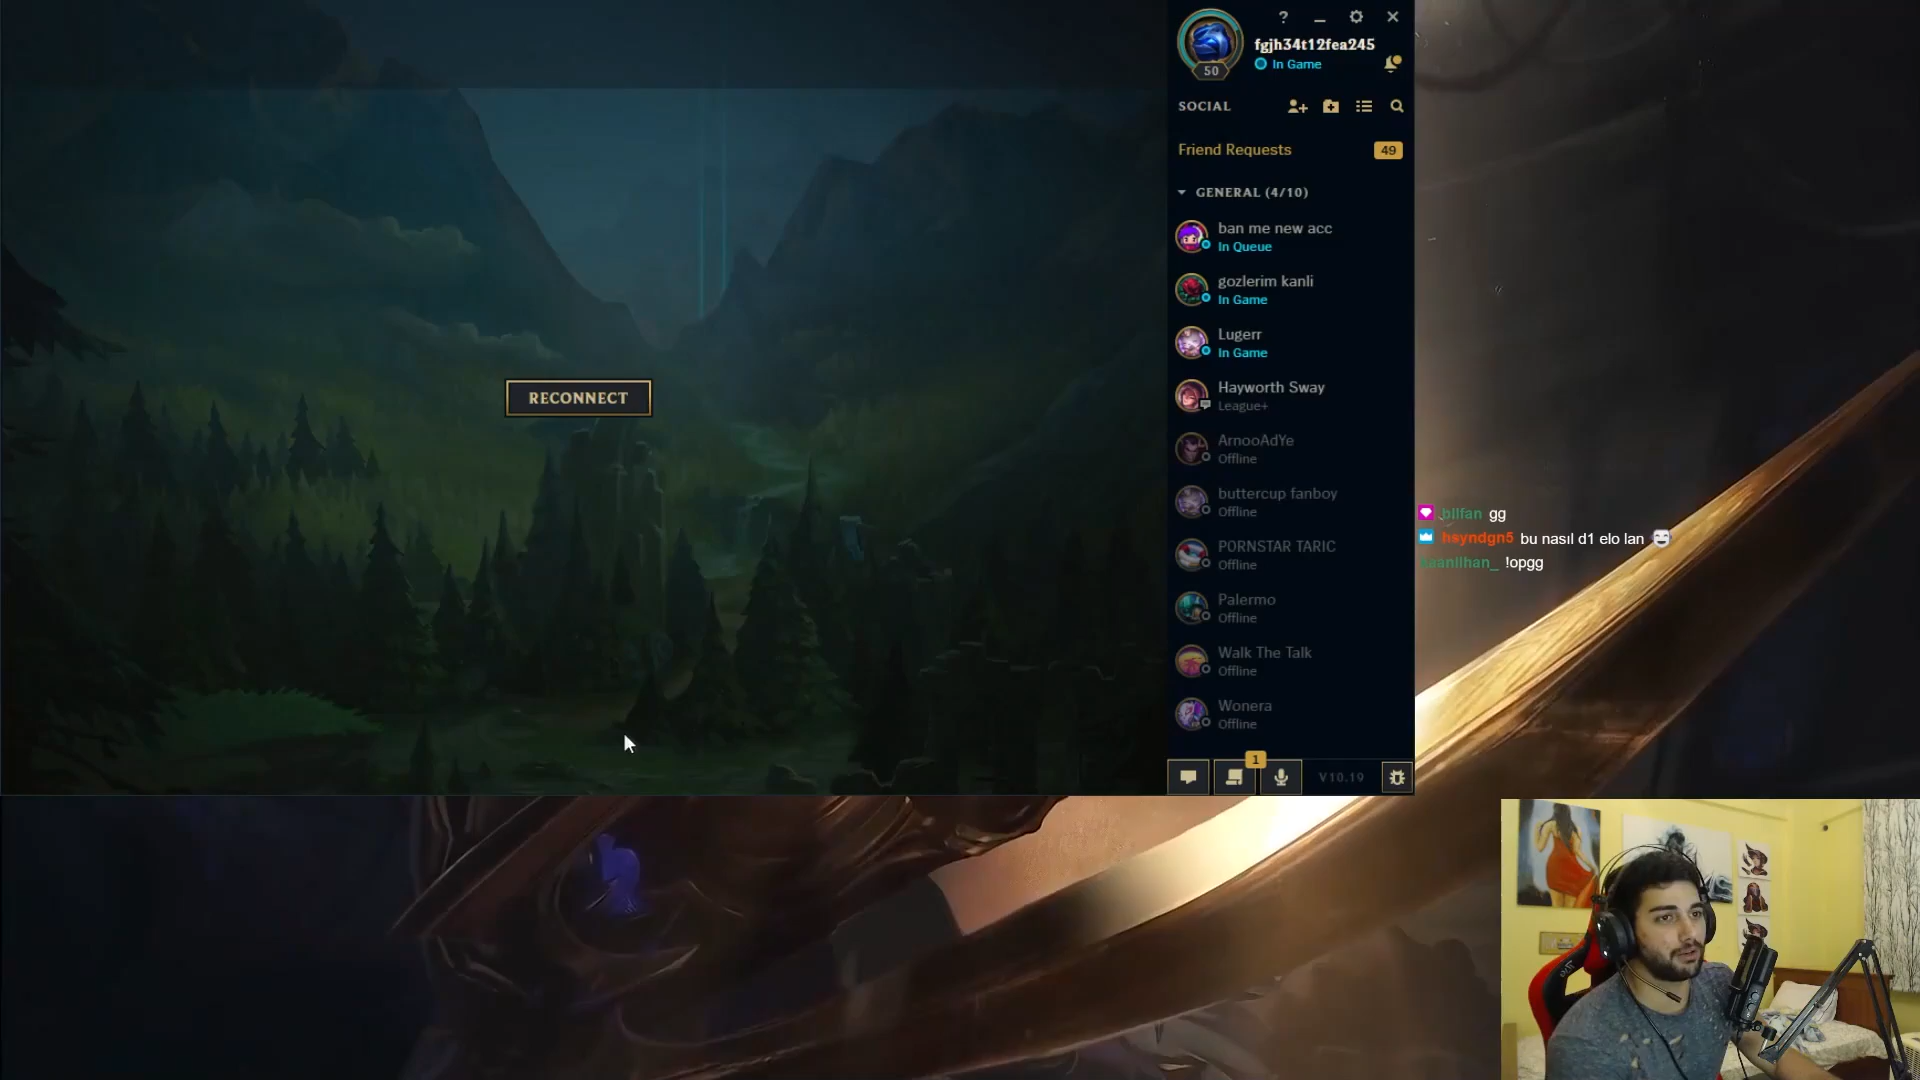 ?
fgjh34t12fea245
50
In Game
SOCIAL
Friend Requests
49
GENERAL (4/10)
ban me new acc
In Queue
gozlerim kanli
In Game
Lugerr
In Game
Hayworth Sway
League+
ArnooAdYe
Offline
buttercup fanboy
Offline
PORNSTAR TARIC
Offline
Palermo
Offline
Walk The Talk
Offline
Wonera
Offline
1
V10.19
RECONNECT
gg
hsyndgn5 bu nasıl d1 elo lan
!opgg